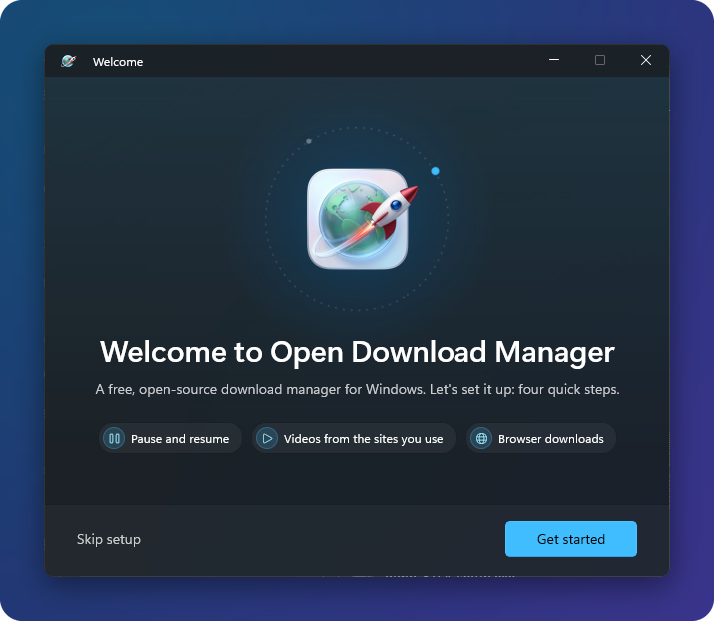 Welcome
Welcome to Open Download Manager
A free, open-source download manager for Windows. Let's set it up: four quick steps.
Pause and resume
Videos from the sites you use
Browser downloads
Skip setup
Get started